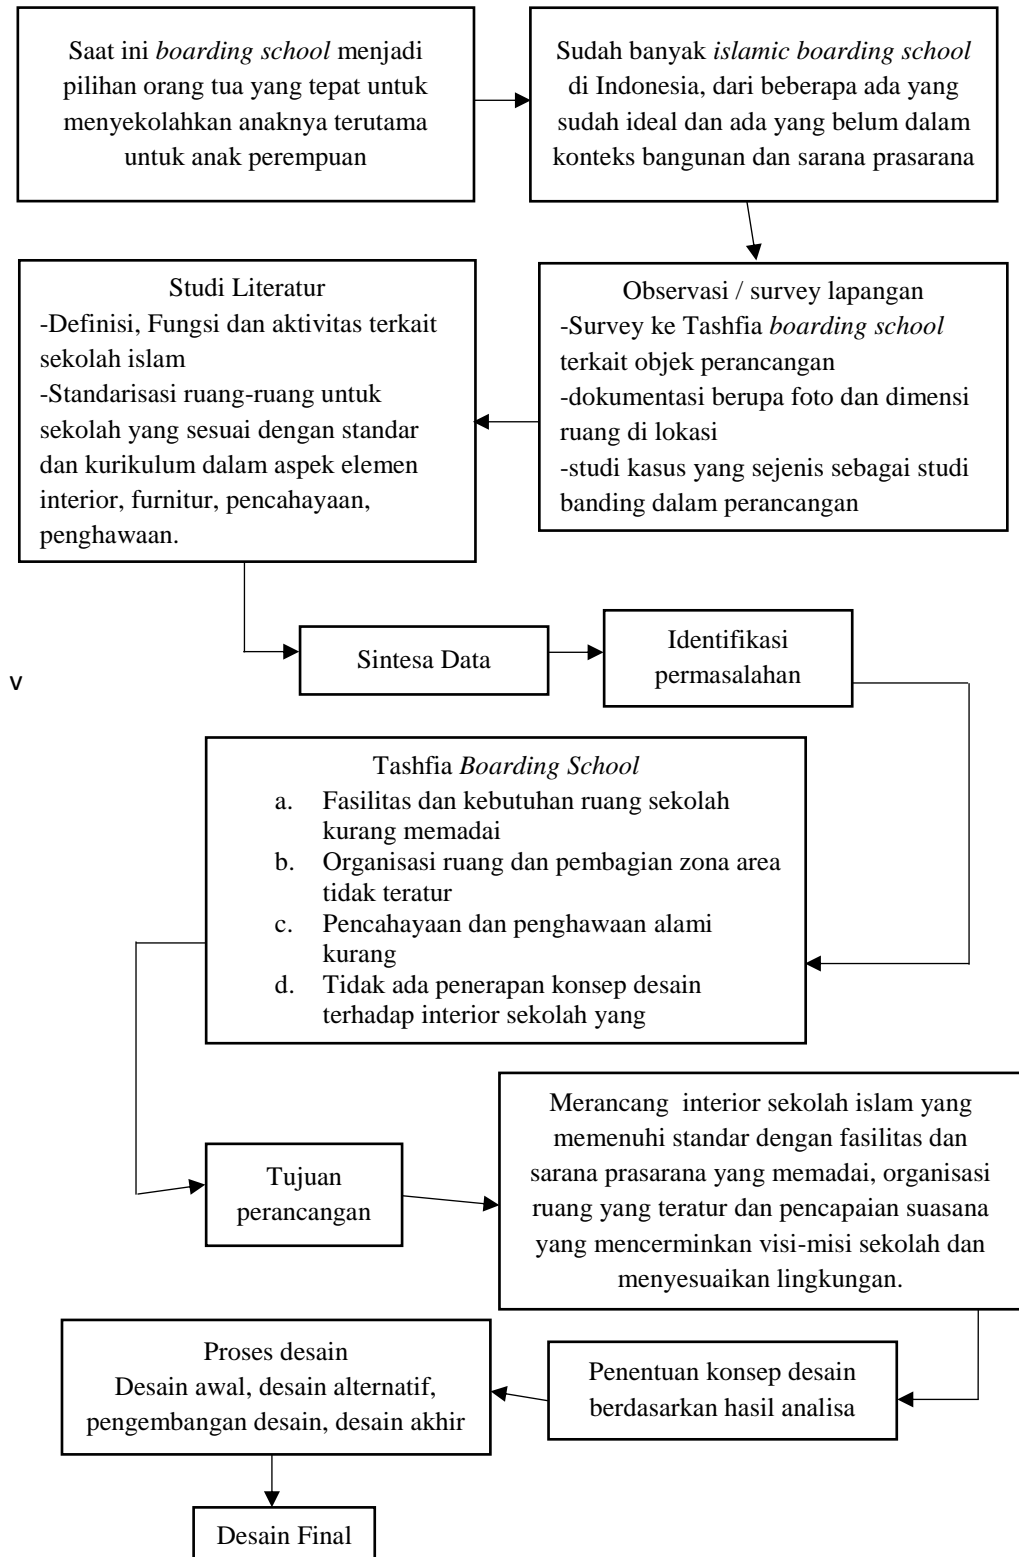 Saat ini boarding school menjadi
pilihan orang tua yang tepat untuk
menyekolahkan anaknya terutama
untuk anak perempuan
Sudah banyak islamic boarding school
di Indonesia, dari beberapa ada yang
sudah ideal dan ada yang belum dalam
konteks bangunan dan sarana prasarana
Observasi / survey lapangan
-Survey ke Tashfia boarding school
terkait objek perancangan
-dokumentasi berupa foto dan dimensi
ruang di lokasi
-studi kasus yang sejenis sebagai studi
banding dalam perancangan
Studi Literatur
-Definisi, Fungsi dan aktivitas terkait
sekolah islam
-Standarisasi ruang-ruang untuk
sekolah yang sesuai dengan standar
dan kurikulum dalam aspek elemen
interior, furnitur, pencahayaan,
penghawaan.
Sintesa Data
Identifikasi
permasalahan
v
Tashfia Boarding School
a. Fasilitas dan kebutuhan ruang sekolah
kurang memadai
b. Organisasi ruang dan pembagian zona area
tidak teratur
c. Pencahayaan dan penghawaan alami
kurang
d. Tidak ada penerapan konsep desain
terhadap interior sekolah yang
Tujuan
perancangan
Merancang interior sekolah islam yang
memenuhi standar dengan fasilitas dan
sarana prasarana yang memadai, organisasi
ruang yang teratur dan pencapaian suasana
yang mencerminkan visi-misi sekolah dan
menyesuaikan lingkungan.
Penentuan konsep desain
berdasarkan hasil analisa
Proses desain
Desain awal, desain alternatif,
pengembangan desain, desain akhir
Desain Final